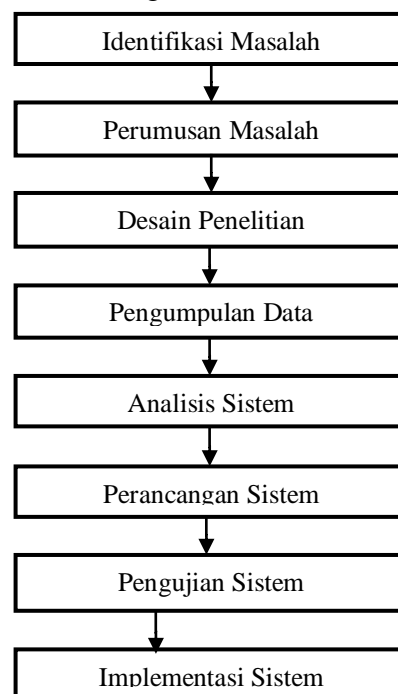 Identifikasi Masalah
Perumusan Masalah
Desain Penelitian
Pengumpulan Data
Analisis Sistem
Perancangan Sistem
Pengujian Sistem
Implementasi Sistem